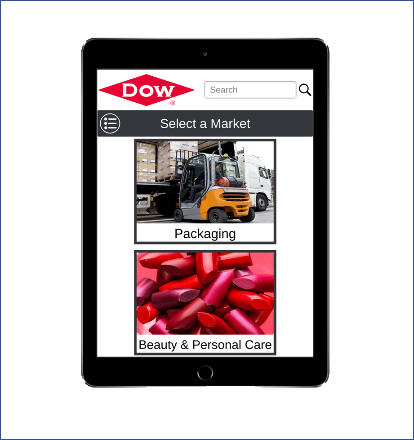 Dow
®
Search
Select a Market
Packaging
Beauty & Personal Care